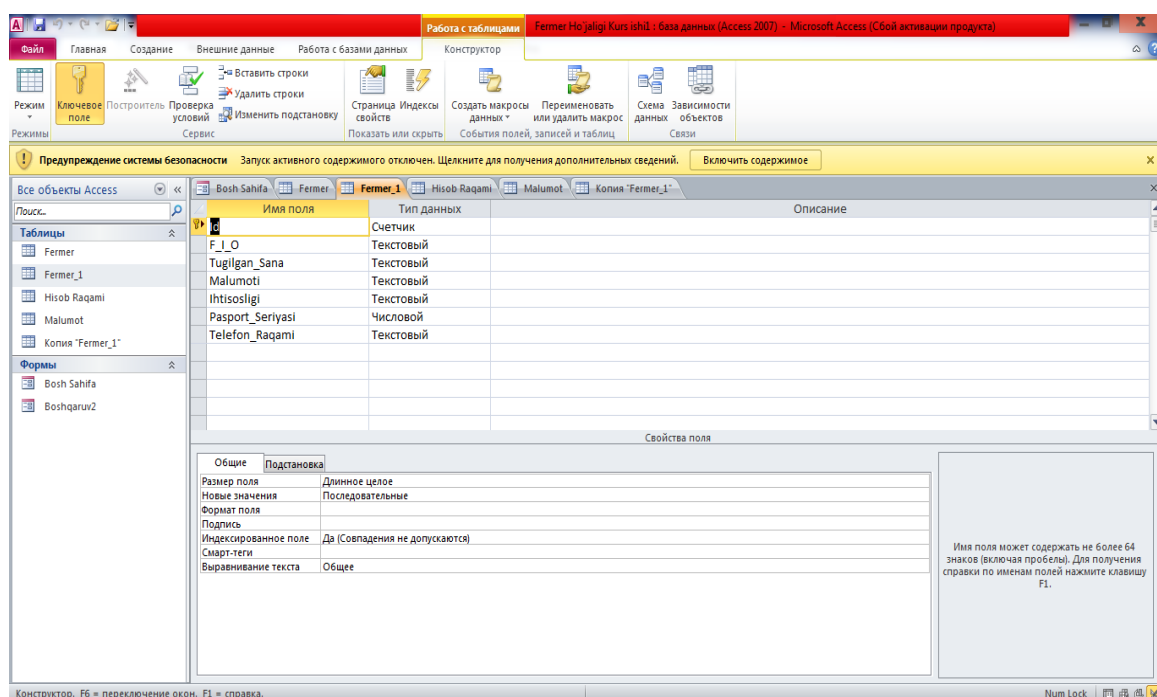 Работа с таблицами
Fermer Ho`jaligi Kurs ishi1 : база данных (Access 2007) - Microsoft Access (Сбой активации продукта)
Файл Главная Создание Внешние данные Работа с базами данных Конструктор
Режим
Ключевое поле
Построитель
Проверка условий
Вставить строки
Удалить строки
Изменить подстановку
Страница свойств
Индексы
Создать макросы данных
Переименовать или удалить макрос
Схема данных
Зависимости объектов
Режимы Сервис Показать или скрыть События полей, записей и таблиц Связи
Предупреждение системы безопасности Запуск активного содержимого отключен. Щелкните для получения дополнительных сведений. Включить содержимое
Все объекты Access
Поиск...
Таблицы
Fermer
Fermer_1
Hisob Raqami
Malumot
Копия "Fermer_1"
Формы
Bosh Sahifa
Boshqaruv2
Bosh Sahifa Fermer Fermer_1 Hisob Raqami Malumot Копия "Fermer_1"
Имя поля Тип данных Описание
Id Счетчик
F_I_O Текстовый
Tugilgan_Sana Текстовый
Malumoti Текстовый
Ihtisosligi Текстовый
Pasport_Seriyasi Числовой
Telefon_Raqami Текстовый
Свойства поля
Общие Подстановка
Размер поля Длинное целое
Новые значения Последовательные
Формат поля
Подпись
Индексированное поле Да (Совпадения не допускаются)
Смарт-теги
Выравнивание текста Общее
Имя поля может содержать не более 64
знаков (включая пробелы). Для получения
справки по именам полей нажмите клавишу
F1.
Конструктор. F6 = переключение окон. F1 = справка. Num Lock